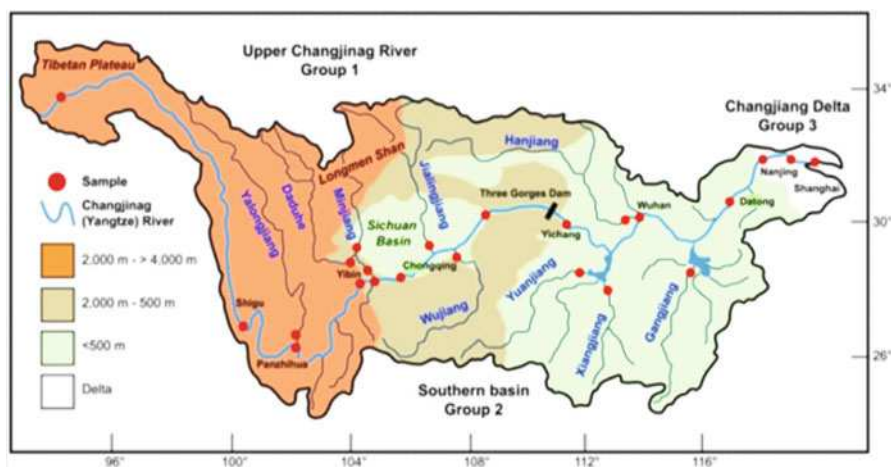 Upper Changjinag River
Group 1
Tibetan Plateau
34°
Changjiang Delta
Group 3
Hanjiang
Longmen Shan
Jialingjiang
Minjiang
Daduhe
Yalongjiang
Sample
Changjinag
(Yangtze) River
Three Gorges Dam
Nanjing
Shanghai
Datong
Wuhan
30°
Sichuan
Basin
Yichang
Chongqing
Yibin
2.000 m - > 4.000 m
Yuanjiang
Wujiang
Xiangjiang
Gangjiang
2.000 m - 500 m
Shigu
<500 m
Panzhihua
26°
Delta
Southern basin
Group 2
96°
100°
104°
108°
112°
116°